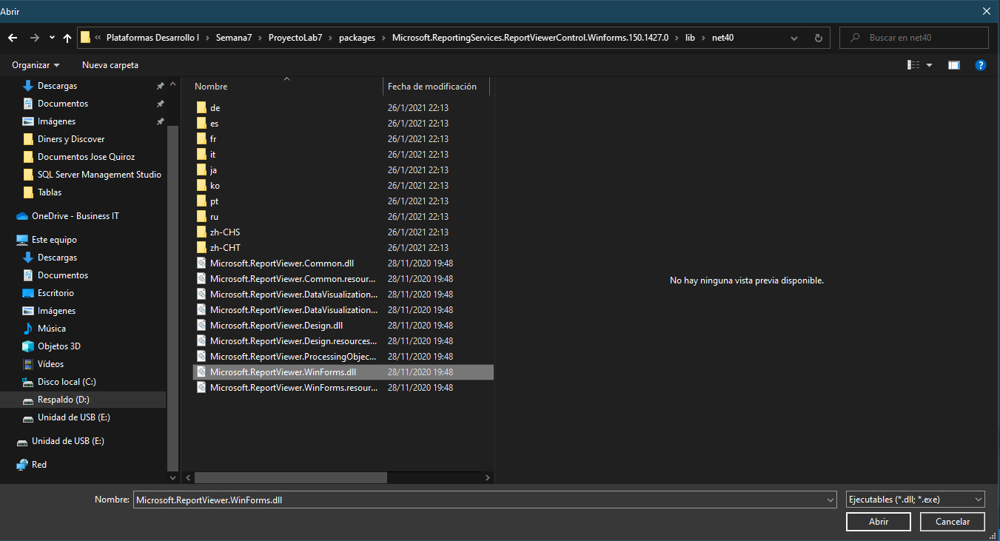 Abrir
« Plataformas Desarrollo I > Semana7 > ProyectoLab7 > packages > Microsoft.ReportingServices.ReportViewerControl.Winforms.150.1427.0 > lib > net40
Buscar en net40
Organizar
Nueva carpeta
Descargas
Documentos
Imágenes
Diners y Discover
Documentos Jose Quiroz
SQL Server Management Studio
Tablas
OneDrive - Business IT
Este equipo
Descargas
Documentos
Escritorio
Imágenes
Música
Objetos 3D
Vídeos
Disco local (C:)
Respaldo (D:)
Unidad de USB (E:)
Unidad de USB (E:)
Red
Nombre Fecha de modificación
de 26/1/2021 22:13
es 26/1/2021 22:13
fr 26/1/2021 22:13
it 26/1/2021 22:13
ja 26/1/2021 22:13
ko 26/1/2021 22:13
pt 26/1/2021 22:13
ru 26/1/2021 22:13
zh-CHS 26/1/2021 22:13
zh-CHT 26/1/2021 22:13
Microsoft.ReportViewer.Common.dll 28/11/2020 19:48
Microsoft.ReportViewer.Common.resour... 28/11/2020 19:48
Microsoft.ReportViewer.DataVisualization... 28/11/2020 19:48
Microsoft.ReportViewer.DataVisualization... 28/11/2020 19:48
Microsoft.ReportViewer.Design.dll 28/11/2020 19:48
Microsoft.ReportViewer.Design.resources... 28/11/2020 19:48
Microsoft.ReportViewer.ProcessingObjec... 28/11/2020 19:48
Microsoft.ReportViewer.WinForms.dll 28/11/2020 19:48
Microsoft.ReportViewer.WinForms.resour... 28/11/2020 19:48
No hay ninguna vista previa disponible.
Nombre: Microsoft.ReportViewer.WinForms.dll
Ejecutables (*.dll; *.exe)
Abrir
Cancelar